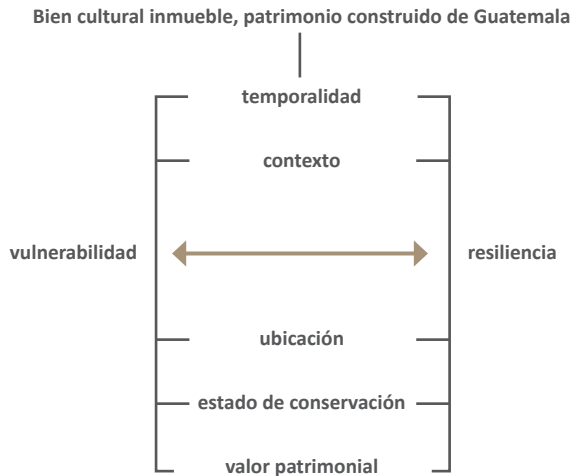 Bien cultural inmueble, patrimonio construido de Guatemala
temporalidad
contexto
vulnerabilidad
resiliencia
ubicación
estado de conservación
valor patrimonial